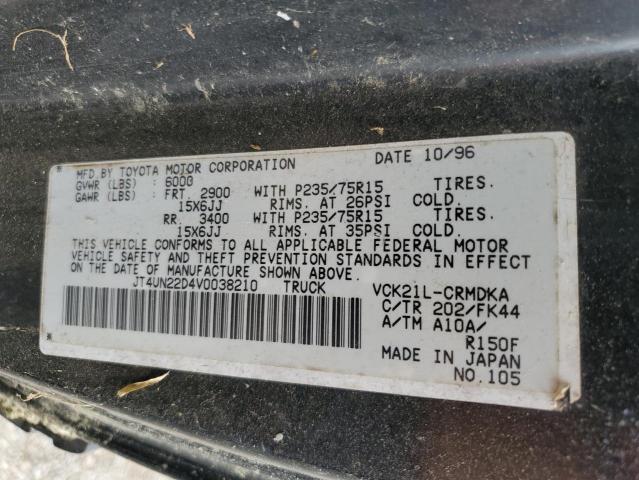 MFD.BY TOYOTA MOTOR CORPORATION DATE 10/96
GVWR (LBS) : 6000
GAWR (LBS) : FRT. 2900 WITH P235/75R15 TIRES.
15X6JJ RIMS. AT 26PSI COLD.
RR. 3400 WITH P235/75R15 TIRES.
15X6JJ RIMS. AT 35PSI COLD.
THIS VEHICLE CONFORMS TO ALL APPLICABLE FEDERAL MOTOR
VEHICLE SAFETY AND THEFT PREVENTION STANDARDS IN EFFECT
ON THE DATE OF MANUFACTURE SHOWN ABOVE.
JT4UN22D4V0038210 TRUCK VCK21L-CRMDKA
C/TR 202/FK44
A/TM A10A/
R150F
MADE IN JAPAN
NO.105